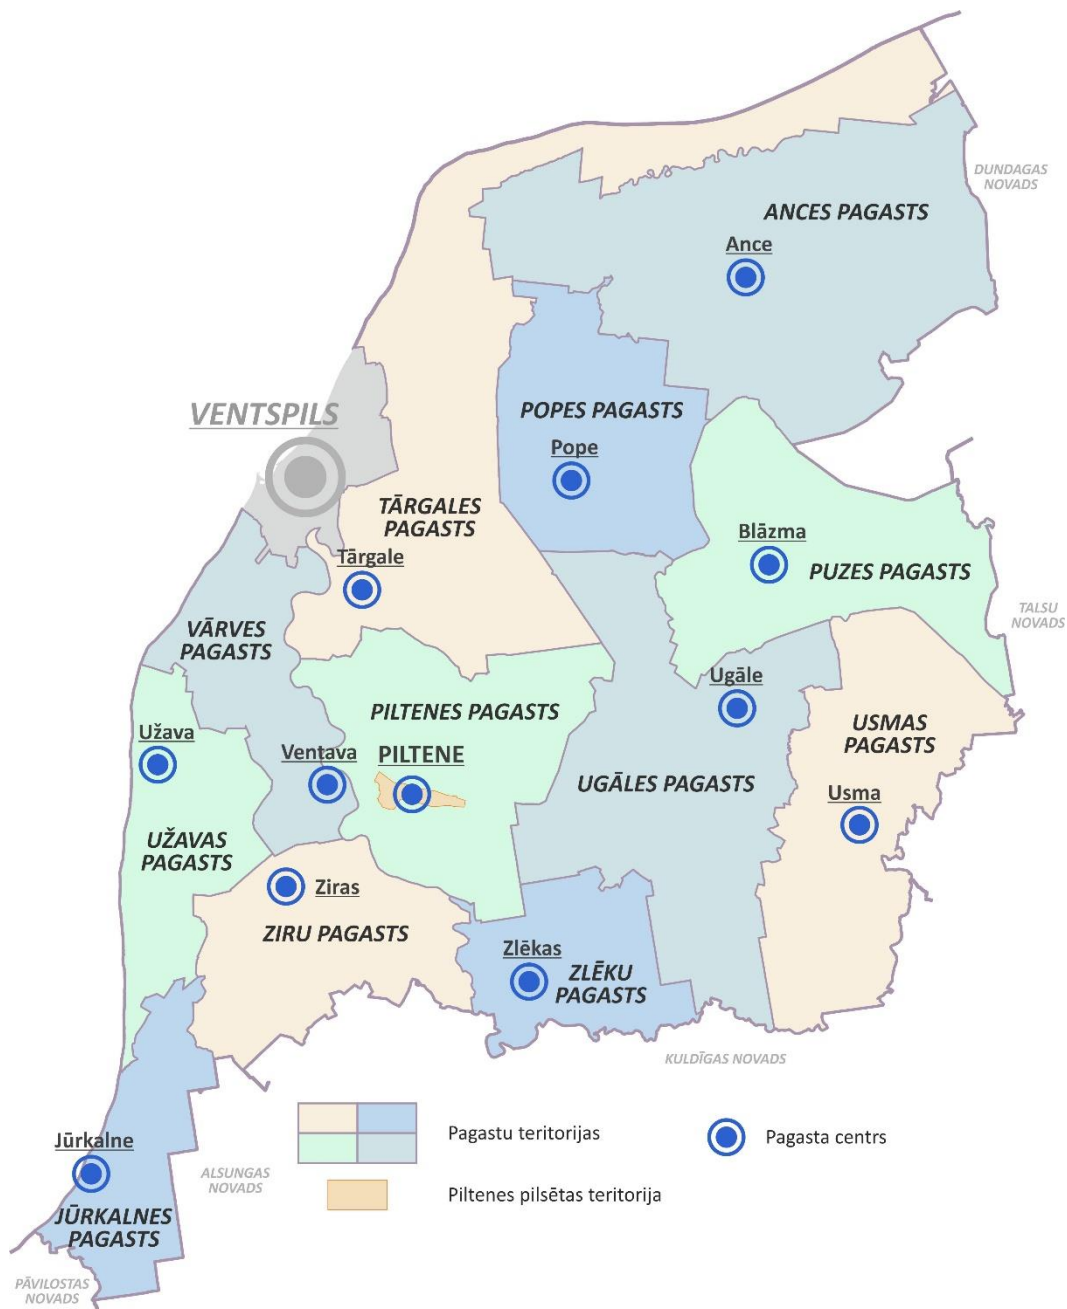 DUNDAGAS
NOVADS
ANCES PAGASTS
Ance
VENTSPILS
POPES PAGASTS
Pope
TĀRGALES
PAGASTS
Tārgale
Blāzma
PUZES PAGASTS
TALSU
NOVADS
VĀRVES
PAGASTS
Ugāle
PILTENES PAGASTS
USMAS
PAGASTS
Užava
Ventava
PILTENE
UGĀLES PAGASTS
Usma
UŽAVAS
PAGASTS
Ziras
ZIRU PAGASTS
Zlēkas
ZLĒKU
PAGASTS
KULDĪGAS NOVADS
Pagastu teritorijas
Pagasta centrs
Jūrkalne
ALSUNGAS
NOVADS
Piltenes pilsētas teritorija
JŪRKALNES
PAGASTS
PĀVILOSTAS
NOVADS